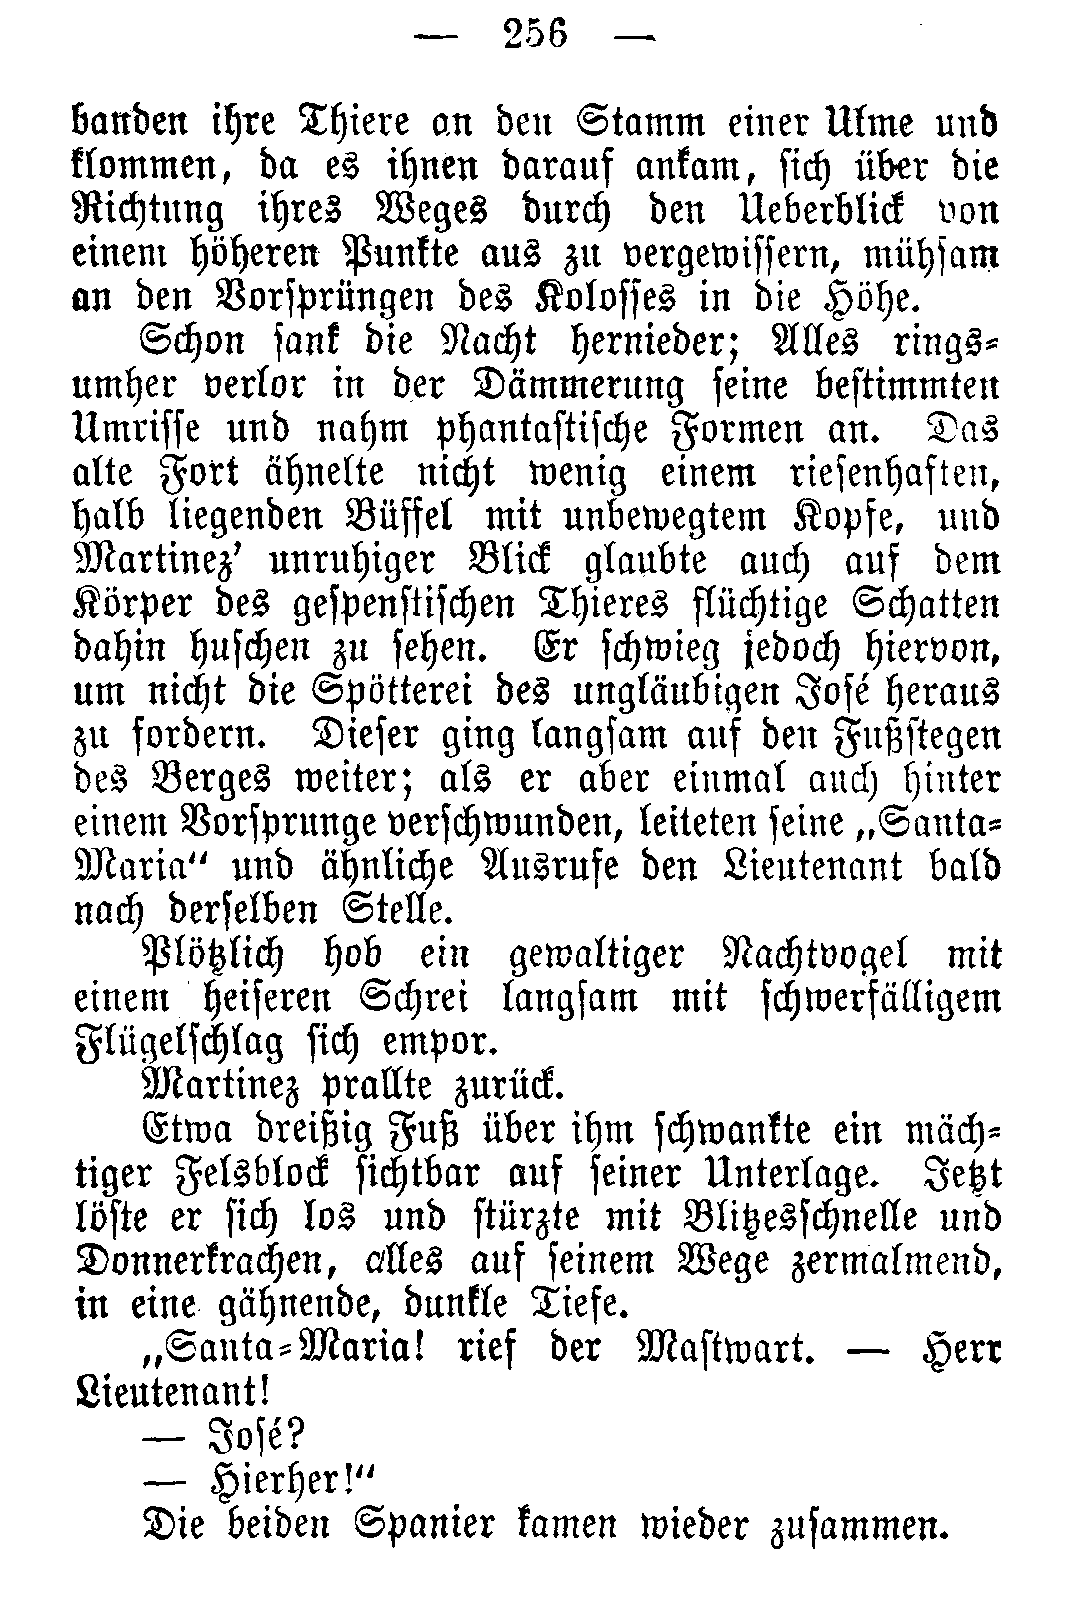 — 256 —
banden ihre Thiere an den Stamm einer Ulme und
klommen, da es ihnen darauf ankam, sich über die
Richtung ihres Weges durch den Ueberblick von
einem höheren Punkte aus zu vergewissern, mühsam
an den Vorsprüngen des Kolosses in die Höhe.
Schon sank die Nacht hernieder; Alles rings-
umher verlor in der Dämmerung seine bestimmten
Umrisse und nahm phantastische Formen an. Das
alte Fort ähnelte nicht wenig einem riesenhaften,
halb liegenden Büffel mit unbewegtem Kopfe, und
Martinez' unruhiger Blick glaubte auch auf dem
Körper des gespenstischen Thieres flüchtige Schatten
dahin huschen zu sehen. Er schwieg jedoch hiervon,
um nicht die Spötterei des ungläubigen José heraus
zu fordern. Dieser ging langsam auf den Fußstegen
des Berges weiter; als er aber einmal auch hinter
einem Vorsprunge verschwunden, leiteten seine „Santa-
Maria“ und ähnliche Ausrufe den Lieutenant bald
nach derselben Stelle.
Plötzlich hob ein gewaltiger Nachtvogel mit
einem heiseren Schrei langsam mit schwerfälligem
Flügelschlag sich empor.
Martinez prallte zurück.
Etwa dreißig Fuß über ihm schwankte ein mäch-
tiger Felsblock sichtbar auf seiner Unterlage. Jetzt
löste er sich los und stürzte mit Blitzesschnelle und
Donnerkrachen, alles auf seinem Wege zermalmend,
in eine gähnende, dunkle Tiefe.
„Santa-Maria! rief der Mastwart. — Herr
Lieutenant!
— José?
— Hierher!“
Die beiden Spanier kamen wieder zusammen.